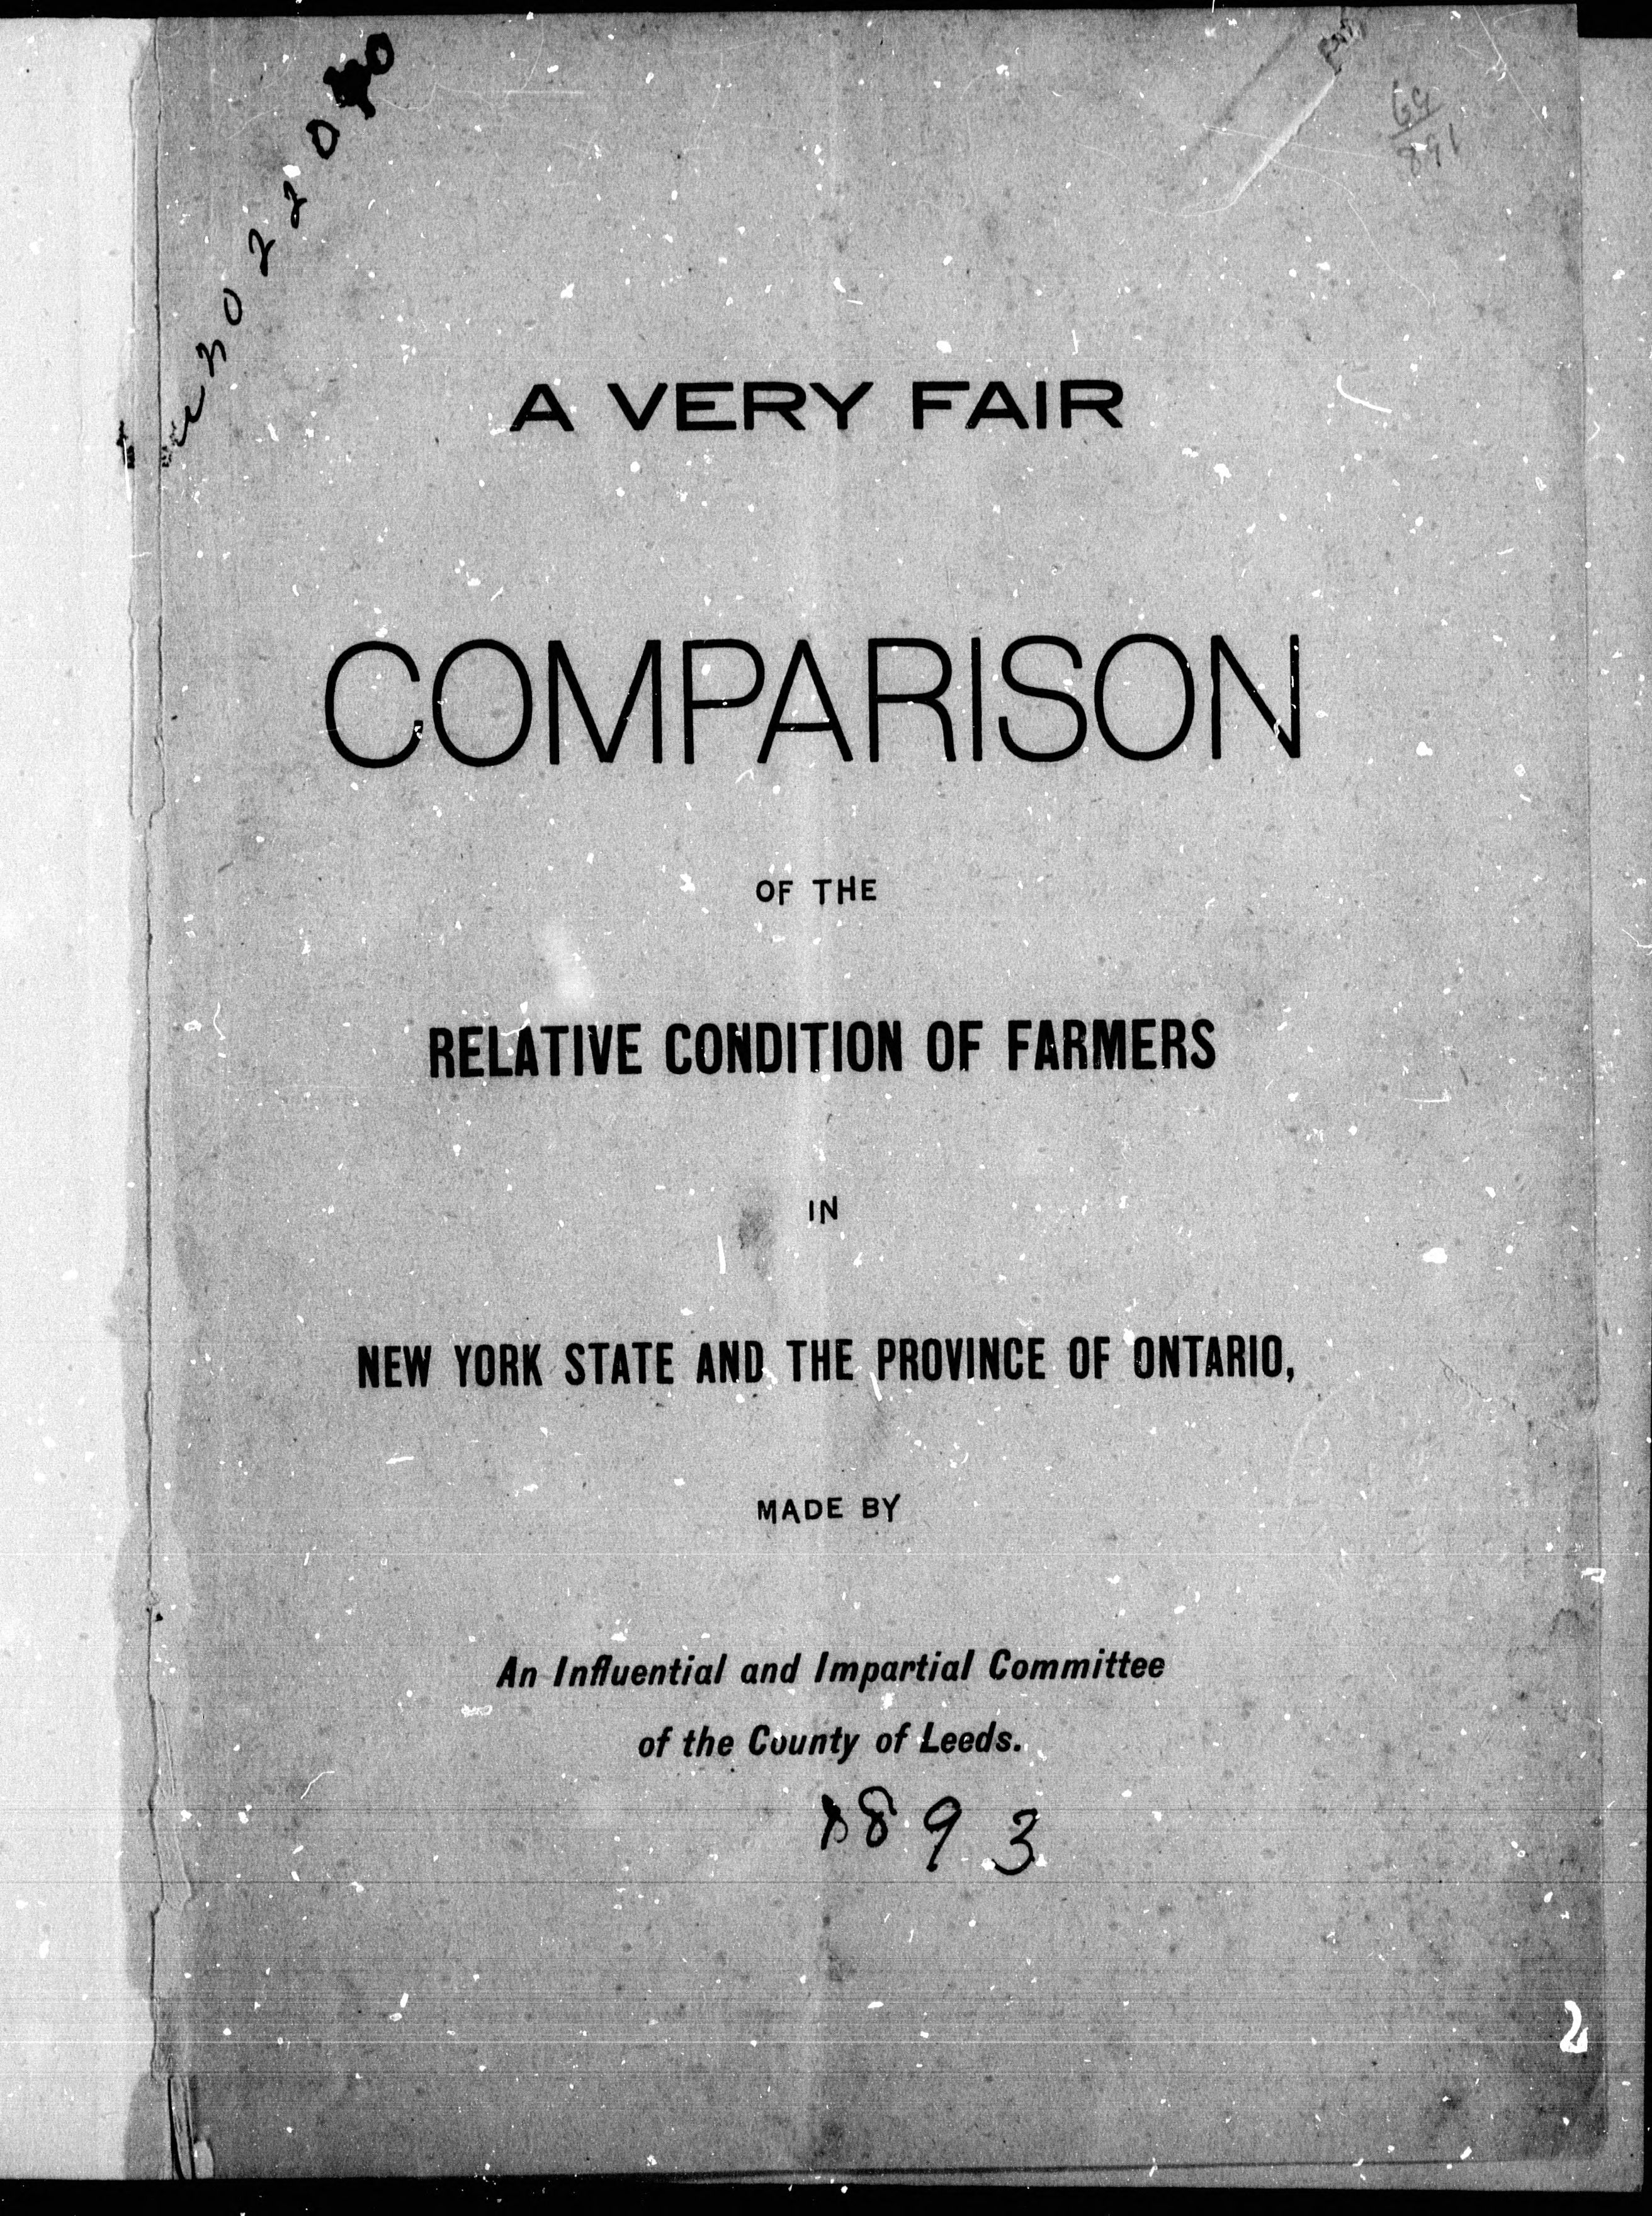 A VERY FAIR
COMPARISON
OF THE
RELATIVE CONDITION OF FARMERS
IN
NEW YORK STATE AND THE PROVINCE OF ONTARIO,
MADE BY
An Influential and Impartial Committee
of the County of Leeds.
1893
2